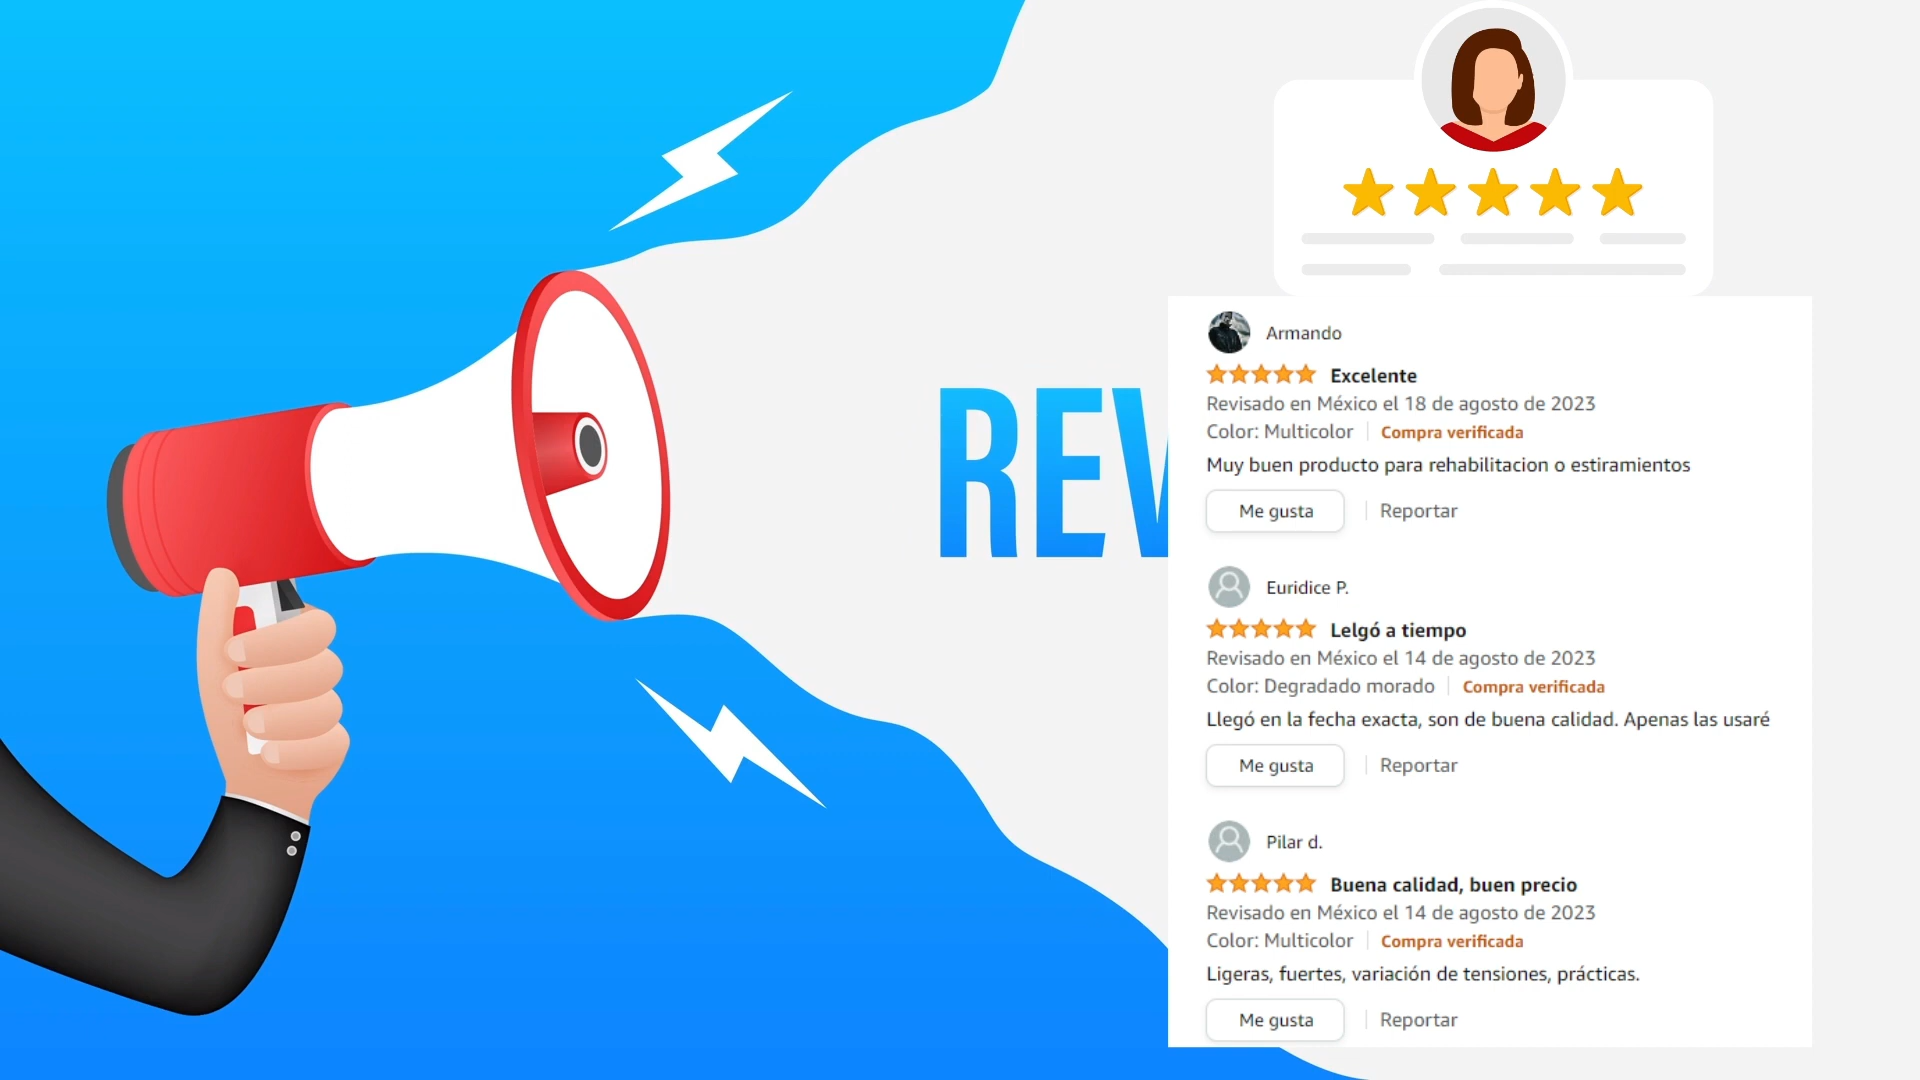 REV
Armando
Excelente
Revisado en México el 18 de agosto de 2023
Color: Multicolor | Compra verificada
Muy buen producto para rehabilitacion o estiramientos
Me gusta | Reportar
Euridice P.
Lelgó a tiempo
Revisado en México el 14 de agosto de 2023
Color: Degradado morado | Compra verificada
Llegó en la fecha exacta, son de buena calidad. Apenas las usaré
Me gusta | Reportar
Pilar d.
Buena calidad, buen precio
Revisado en México el 14 de agosto de 2023
Color: Multicolor | Compra verificada
Ligeras, fuertes, variación de tensiones, prácticas.
Me gusta | Reportar